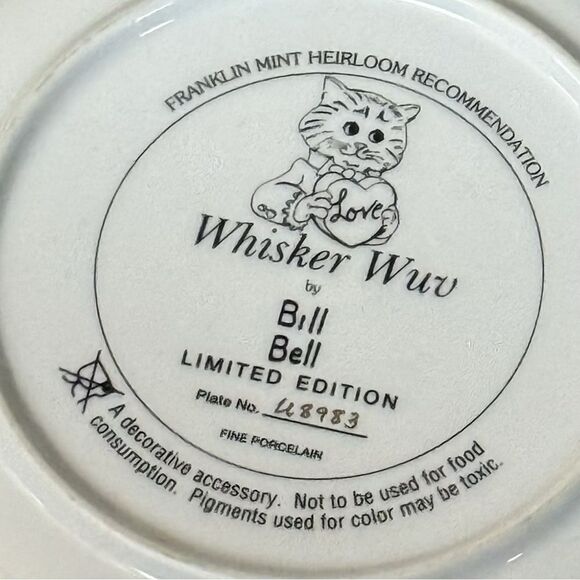 FRANKLIN MINT HEIRLOOM RECOMMENDATION
Love
Whisker Wuv
by
Bill
Bell
LIMITED EDITION
Plate No. U8983
FINE PORCELAIN
A decorative accessory. Not to be used for food
consumption. Pigments used for color may be toxic.